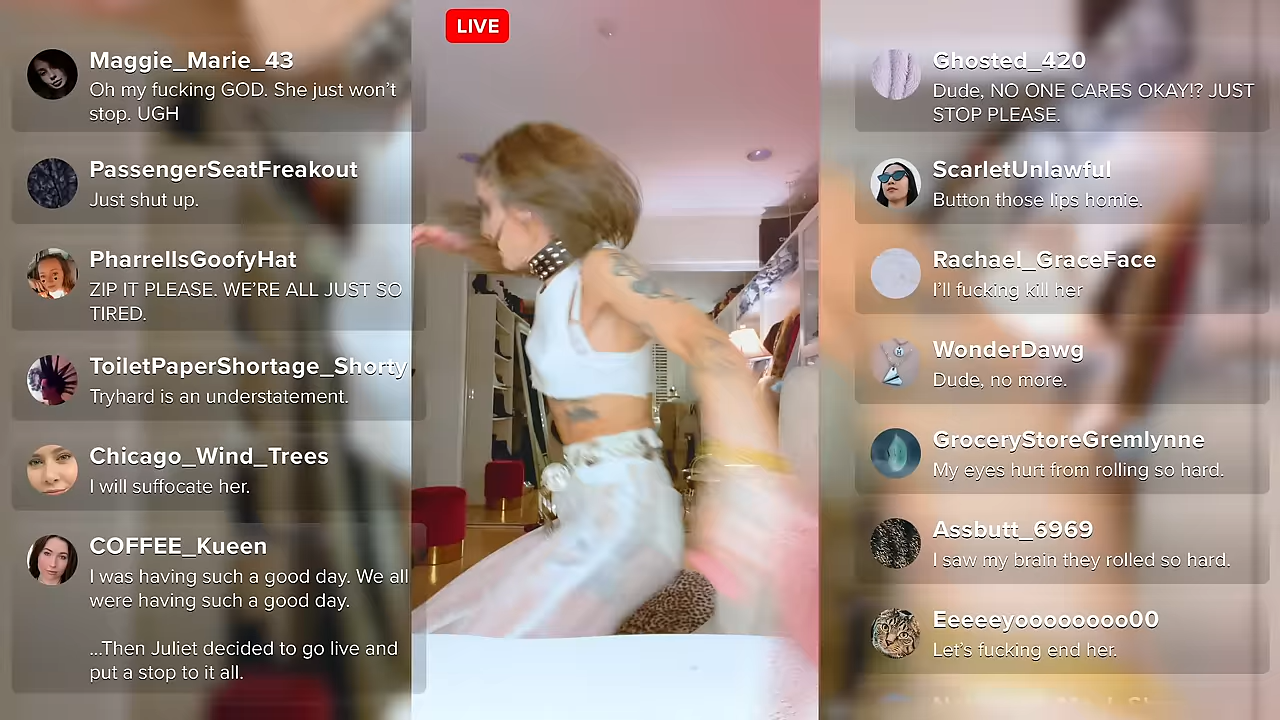 LIVE
Maggie_Marie_43
Oh my fucking GOD. She just won't
stop. UGH
PassengerSeatFreakout
Just shut up.
PharrellsGoofyHat
ZIP IT PLEASE. WE'RE ALL JUST SO
TIRED.
ToiletPaperShortage_Shorty
Tryhard is an understatement.
Chicago_Wind_Trees
I will suffocate her.
COFFEE_Kueen
I was having such a good day. We all
were having such a good day.
...Then Juliet decided to go live and
put a stop to it all.
Ghosted_420
Dude, NO ONE CARES OKAY!? JUST
STOP PLEASE.
ScarletUnlawful
Button those lips homie.
Rachael_GraceFace
I'll fucking kill her
WonderDawg
Dude, no more.
GroceryStoreGremlynne
My eyes hurt from rolling so hard.
Assbutt_6969
I saw my brain they rolled so hard.
Eeeeeyoooooooo00
Let's fucking end her.